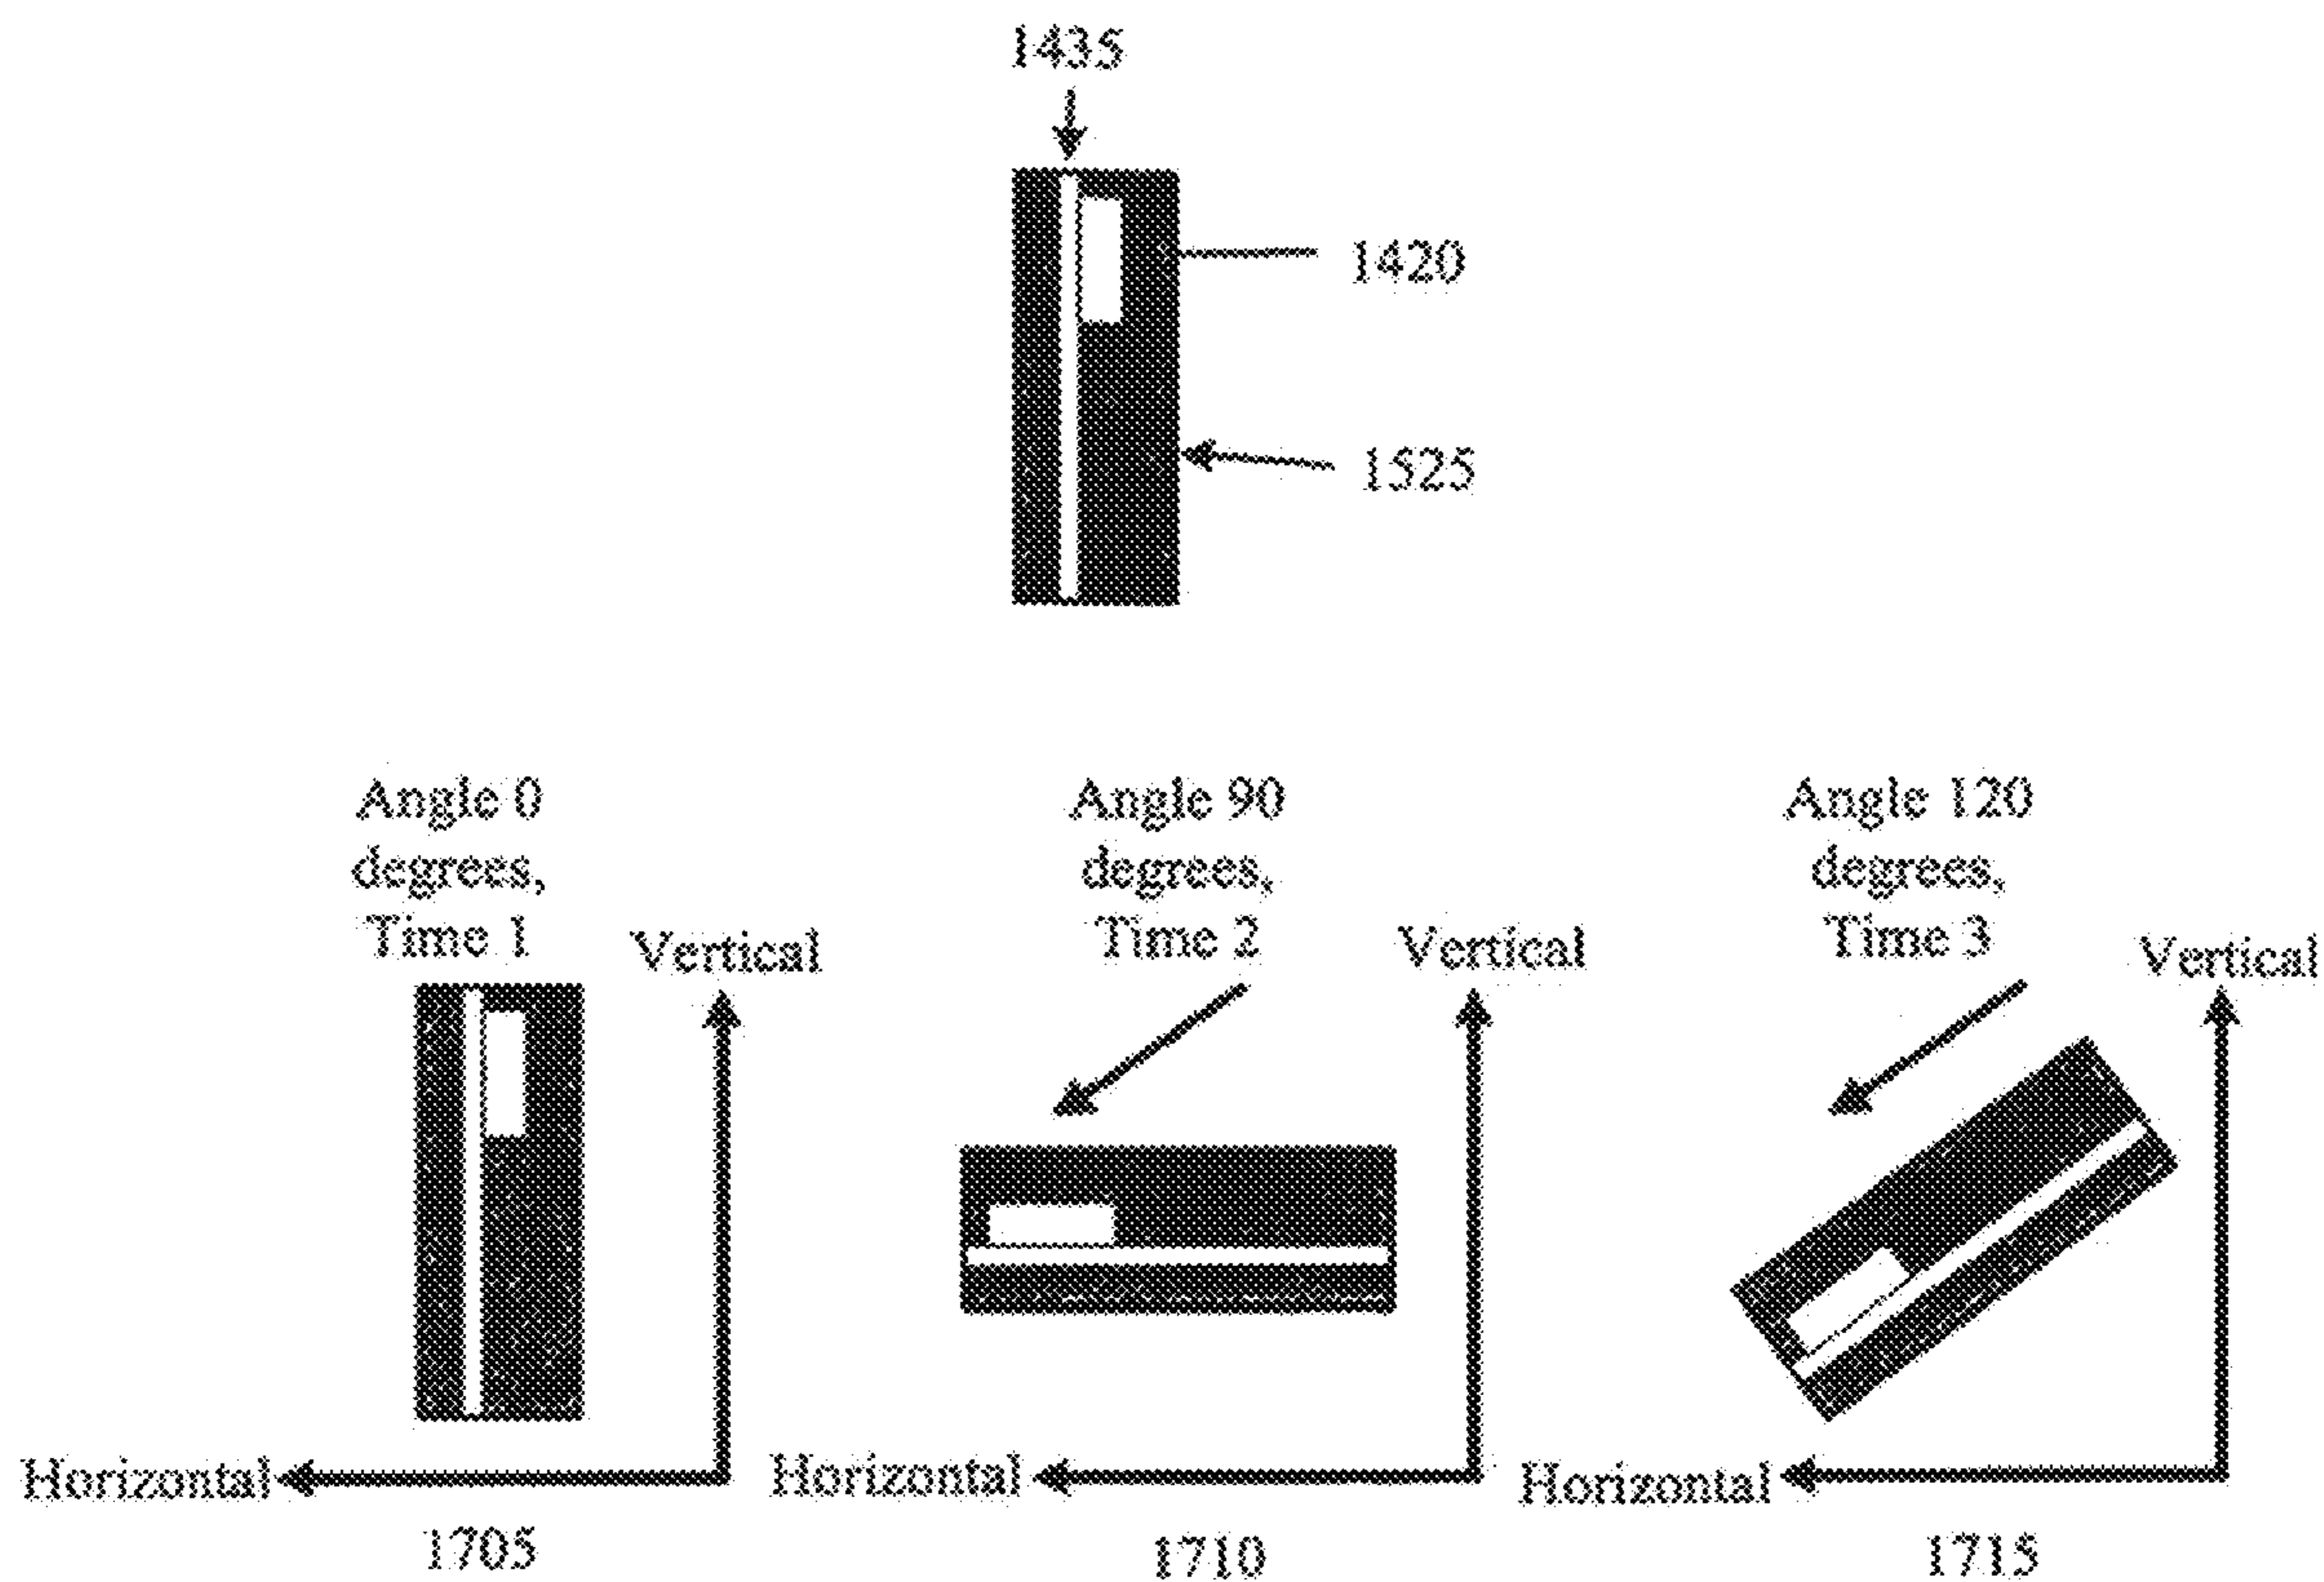 1435
1420
1525
Angle 0
degrees,
Time 1
Vertical
Horizontal
1705
Angle 90
degrees,
Time 2
Vertical
Horizontal
1710
Angle 120
degrees,
Time 3
Vertical
Horizontal
1715